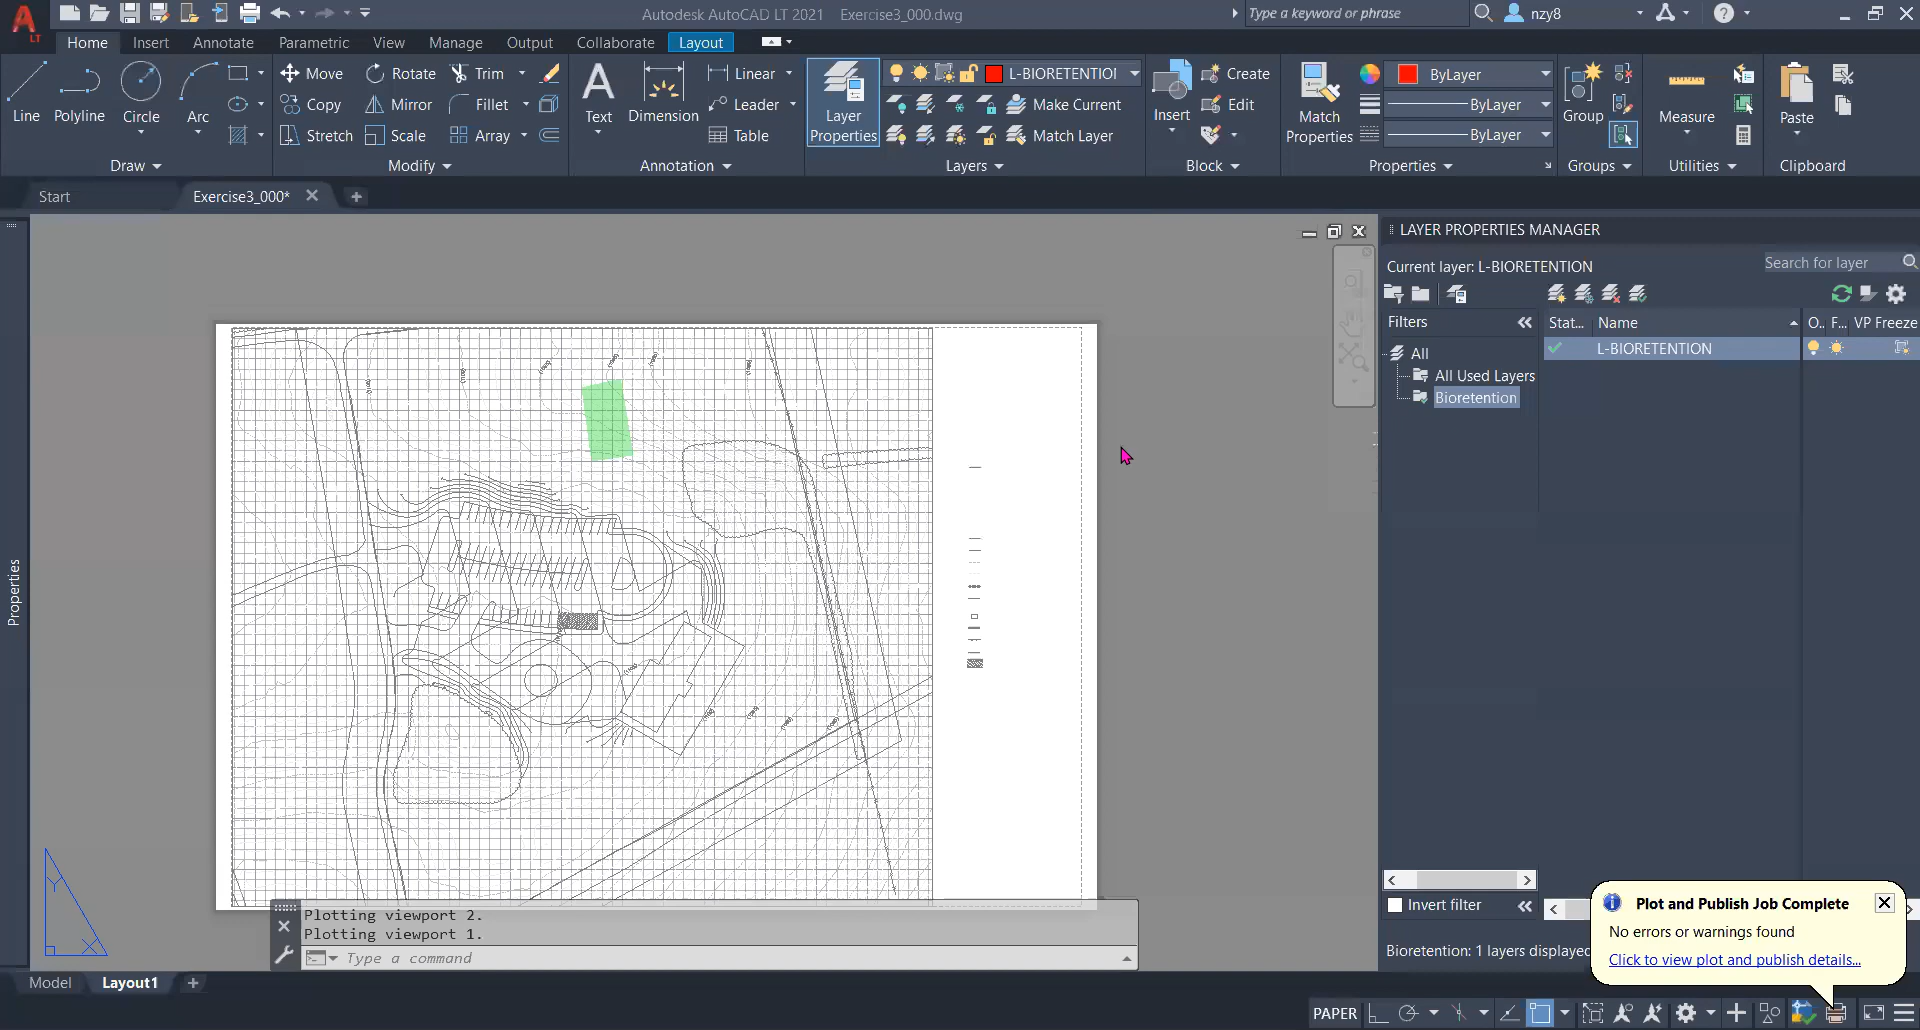 Autodesk AutoCAD LT 2021 Exercise3_000.dwg
Type a keyword or phrase
nzy8
LT
Home Insert Annotate Parametric View Manage Output Collaborate Layout
Line Polyline Circle Arc
Move Rotate Trim
Copy Mirror Fillet
Stretch Scale Array
Text Dimension
Linear
Leader
Table
Layer Properties
L-BIORETENTIOI
Make Current
Match Layer
Insert
Create
Edit
Match Properties
ByLayer
ByLayer
ByLayer
Group
Measure
Paste
Draw Modify Annotation Layers Block Properties Groups Utilities Clipboard
Start Exercise3_000*
Properties
LAYER PROPERTIES MANAGER
Current layer: L-BIORETENTION
Search for layer
Filters
Stat... Name O.. F... VP Freeze
All
All Used Layers
Bioretention
L-BIORETENTION
Invert filter
Bioretention: 1 layers displayed
Plot and Publish Job Complete
No errors or warnings found
Click to view plot and publish details...
Plotting viewport 2.
Plotting viewport 1.
Type a command
Y
X
Model Layout1
PAPER